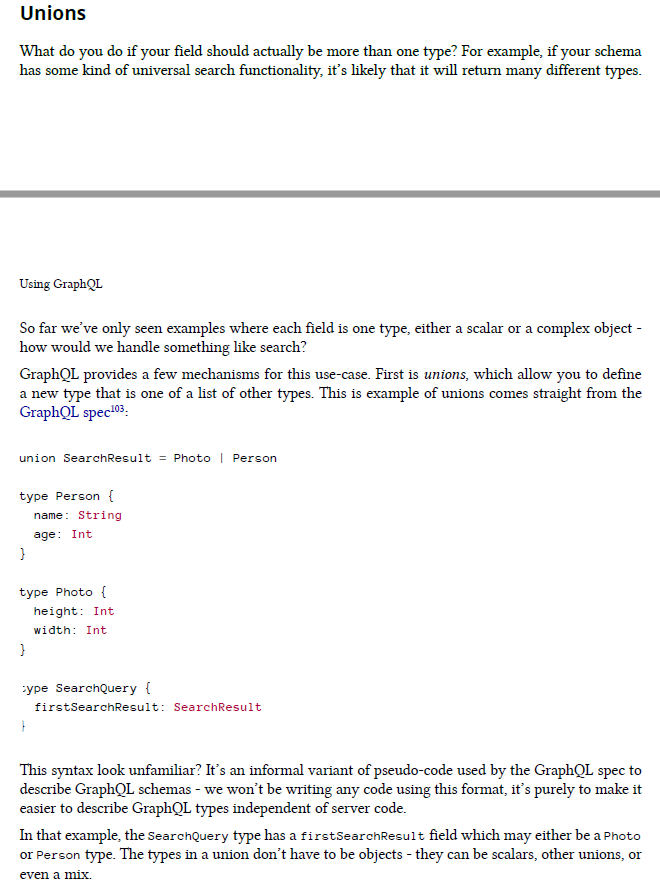 Unions
What do you do if your field should actually be more than one type? For example, if your schema
has some kind of universal search functionality, it’s likely that it will return many different types.
Using GraphQL
So far we’ve only seen examples where each field is one type, either a scalar or a complex object -
how would we handle something like search?
GraphQL provides a few mechanisms for this use-case. First is unions, which allow you to define
a new type that is one of a list of other types. This is example of unions comes straight from the
GraphQL spec¹⁰³:
union SearchResult = Photo | Person
type Person {
  name: String
  age: Int
}
type Photo {
  height: Int
  width: Int
}
type SearchQuery {
  firstSearchResult: SearchResult
}
This syntax look unfamiliar? It’s an informal variant of pseudo-code used by the GraphQL spec to
describe GraphQL schemas - we won’t be writing any code using this format, it’s purely to make it
easier to describe GraphQL types independent of server code.
In that example, the SearchQuery type has a firstSearchResult field which may either be a Photo
or Person type. The types in a union don’t have to be objects - they can be scalars, other unions, or
even a mix.